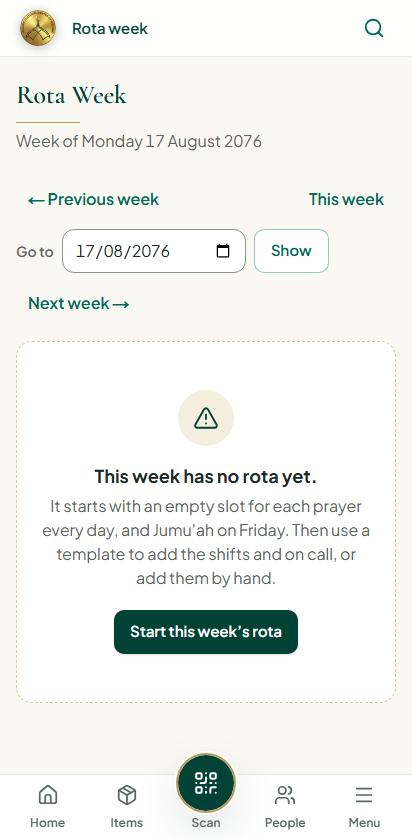 Rota week
Rota Week
Week of Monday 17 August 2076
← Previous week
This week
Go to
17/08/2076
Show
Next week →
This week has no rota yet.
It starts with an empty slot for each prayer
every day, and Jumu'ah on Friday. Then use a
template to add the shifts and on call, or
add them by hand.
Start this week's rota
Home
Items
Scan
People
Menu